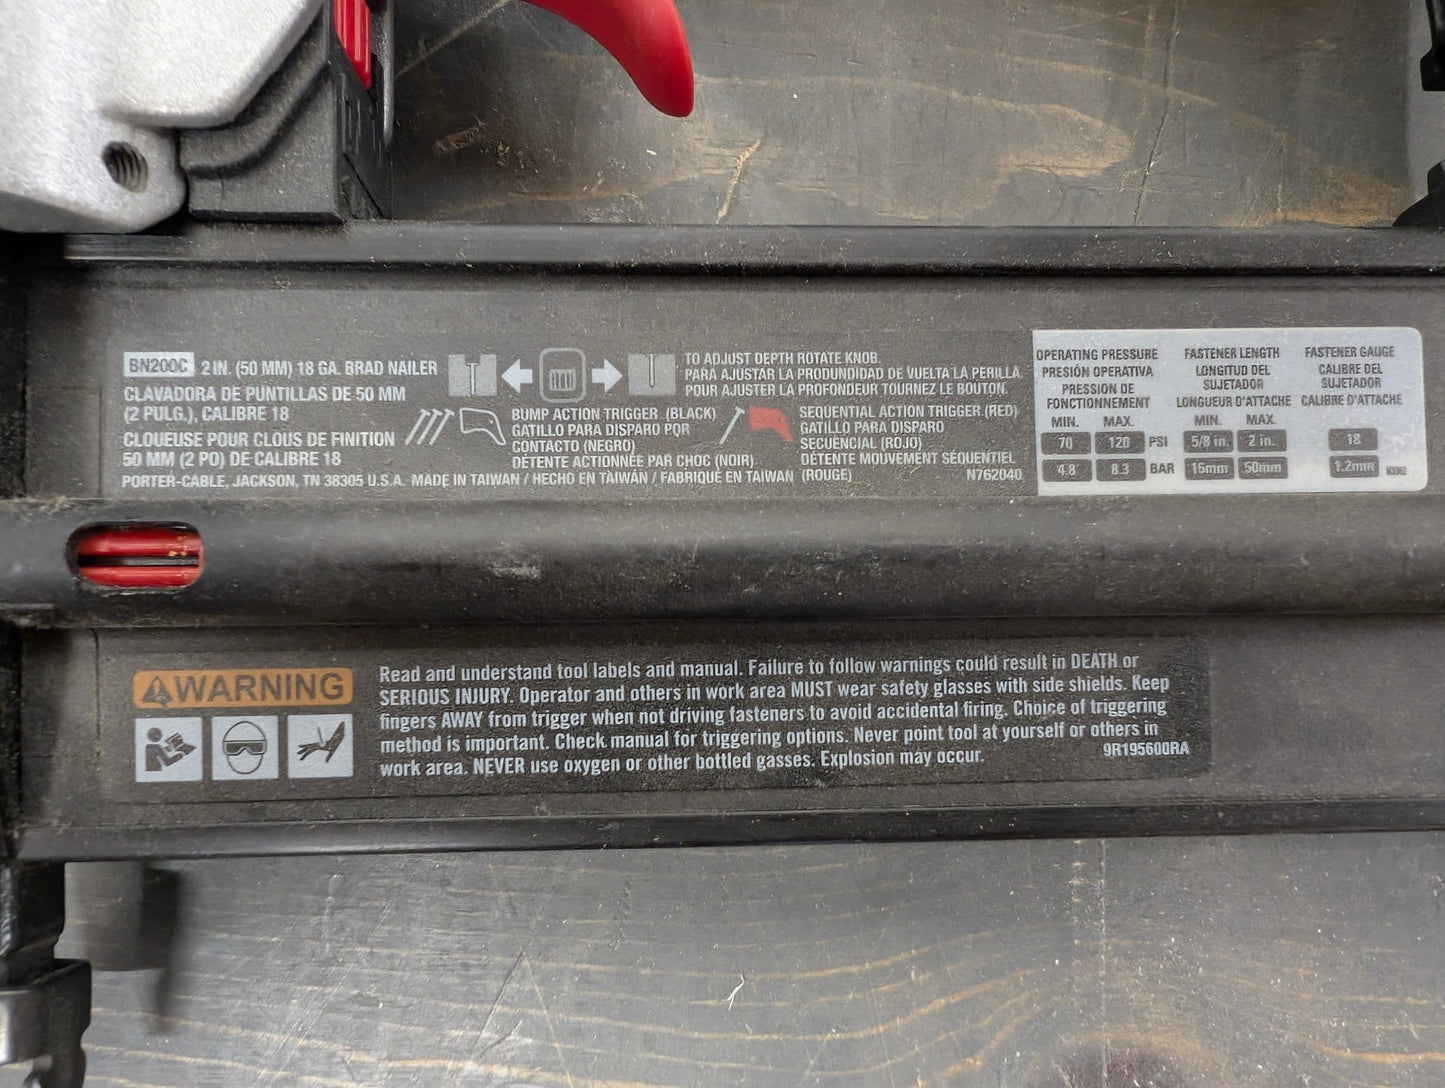 BN200C 2 IN. (50 MM) 18 GA. BRAD NAILER
CLAVADORA DE PUNTILLAS DE 50 MM
(2 PULG.), CALIBRE 18
CLOUEUSE POUR CLOUS DE FINITION
50 MM (2 PO) DE CALIBRE 18
TO ADJUST DEPTH ROTATE KNOB.
PARA AJUSTAR LA PRODUNDIDAD DE VUELTA LA PERILLA.
POUR AJUSTER LA PROFONDEUR TOURNEZ LE BOUTON.
BUMP ACTION TRIGGER (BLACK)
GATILLO PARA DISPARO POR
CONTACTO (NEGRO)
DÉTENTE ACTIONNÉE PAR CHOC (NOIR)
SEQUENTIAL ACTION TRIGGER (RED)
GATILLO PARA DISPARO
SECUENCIAL (ROJO)
DÉTENTE MOUVEMENT SÉQUENTIEL
(ROUGE)
PORTER-CABLE, JACKSON, TN 38305 U.S.A. MADE IN TAIWAN / HECHO EN TAIWÁN / FABRIQUÉ EN TAIWAN
N762040
OPERATING PRESSURE
PRESIÓN OPERATIVA
PRESSION DE
FONCTIONNEMENT
MIN. MAX.
70 120 PSI
4.8 8.3 BAR
FASTENER LENGTH
LONGITUD DEL
SUJETADOR
LONGUEUR D'ATTACHE
MIN. MAX.
5/8 in. 2 in.
16mm 50mm
FASTENER GAUGE
CALIBRE DEL
SUJETADOR
CALIBRE D'ATTACHE
18
1.2mm
WARNING
Read and understand tool labels and manual. Failure to follow warnings could result in DEATH or
SERIOUS INJURY. Operator and others in work area MUST wear safety glasses with side shields. Keep
fingers AWAY from trigger when not driving fasteners to avoid accidental firing. Choice of triggering
method is important. Check manual for triggering options. Never point tool at yourself or others in
work area. NEVER use oxygen or other bottled gasses. Explosion may occur.
9R195600RA